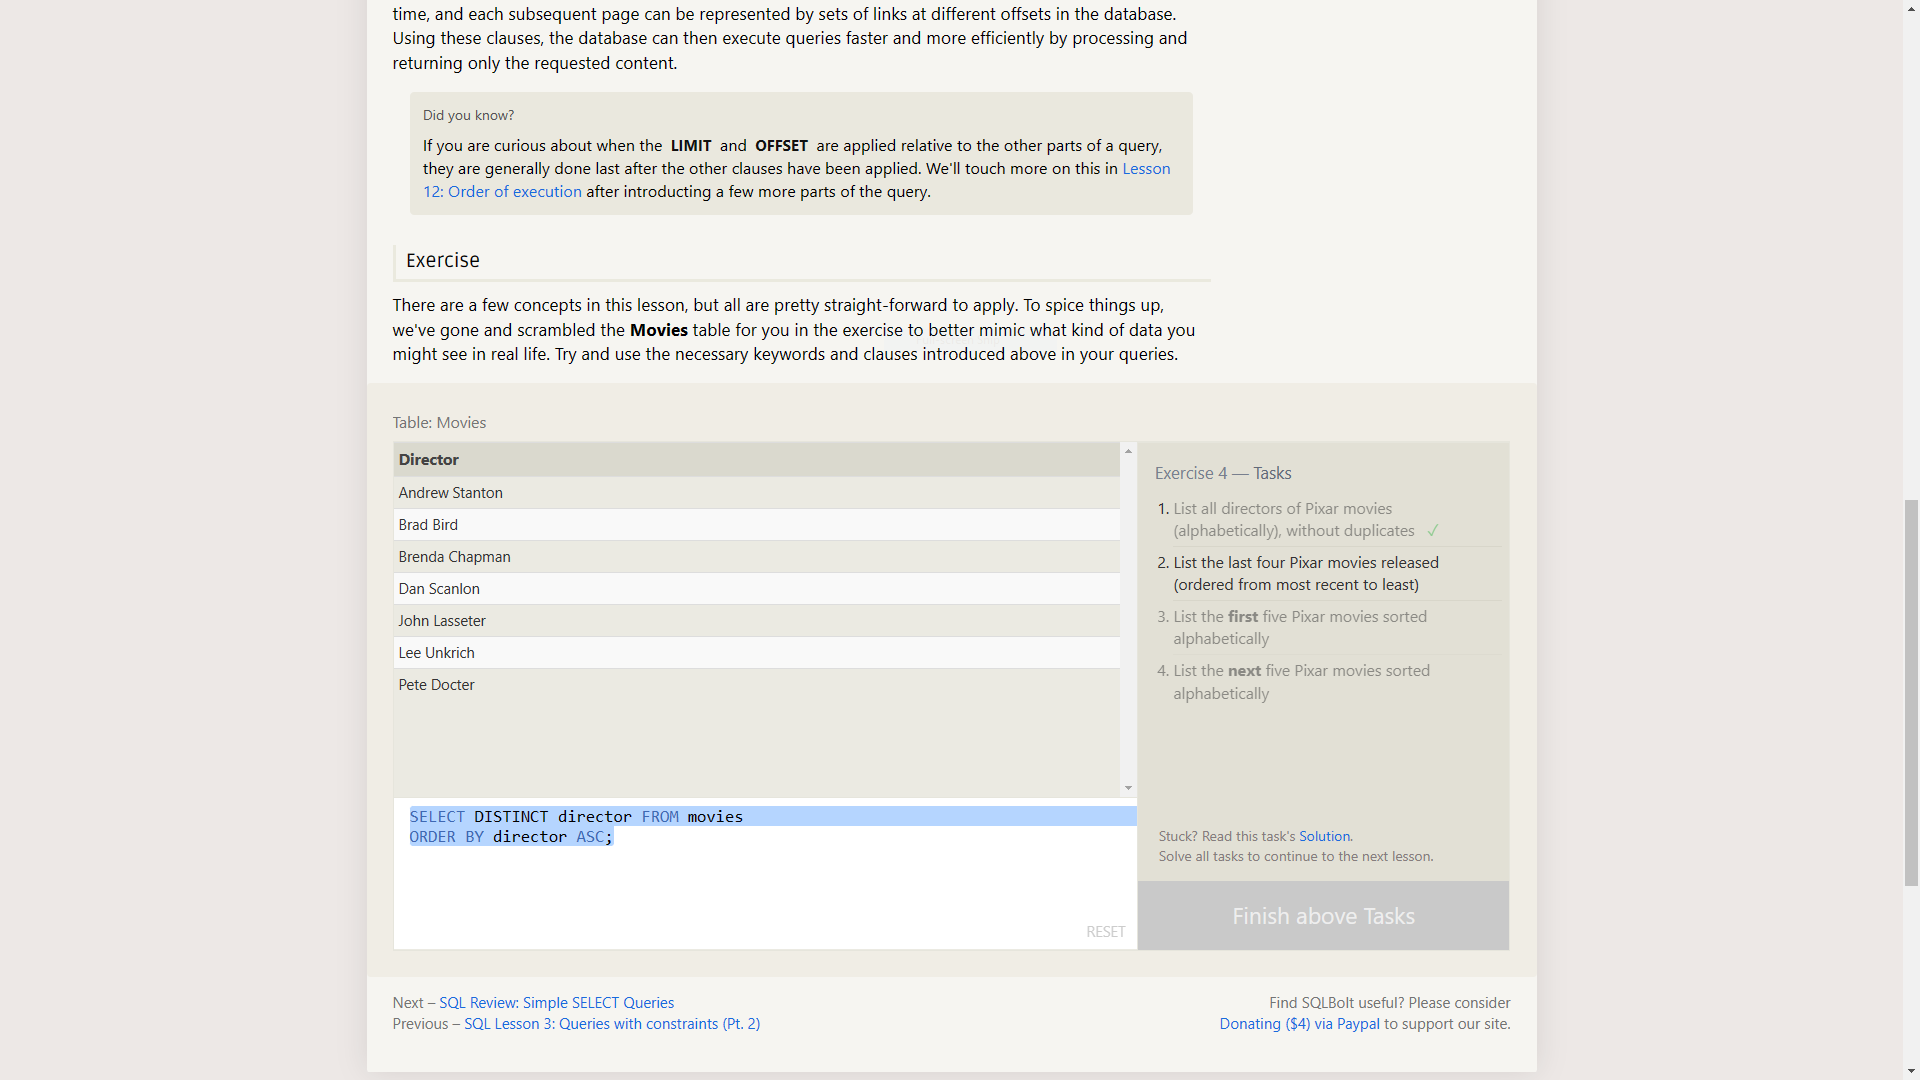 time, and each subsequent page can be represented by sets of links at different offsets in the database.
Using these clauses, the database can then execute queries faster and more efficiently by processing and
returning only the requested content.
Did you know?
If you are curious about when the LIMIT and OFFSET are applied relative to the other parts of a query,
they are generally done last after the other clauses have been applied. We'll touch more on this in Lesson
12: Order of execution after introducting a few more parts of the query.
Exercise
There are a few concepts in this lesson, but all are pretty straight-forward to apply. To spice things up,
we've gone and scrambled the Movies table for you in the exercise to better mimic what kind of data you
might see in real life. Try and use the necessary keywords and clauses introduced above in your queries.
Table: Movies
Director
Andrew Stanton
Brad Bird
Brenda Chapman
Dan Scanlon
John Lasseter
Lee Unkrich
Pete Docter
SELECT DISTINCT director FROM movies
ORDER BY director ASC;
RESET
Exercise 4 — Tasks
1. List all directors of Pixar movies
(alphabetically), without duplicates ✓
2. List the last four Pixar movies released
(ordered from most recent to least)
3. List the first five Pixar movies sorted
alphabetically
4. List the next five Pixar movies sorted
alphabetically
Stuck? Read this task's Solution.
Solve all tasks to continue to the next lesson.
Finish above Tasks
Next – SQL Review: Simple SELECT Queries
Previous – SQL Lesson 3: Queries with constraints (Pt. 2)
Find SQLBolt useful? Please consider
Donating ($4) via Paypal to support our site.